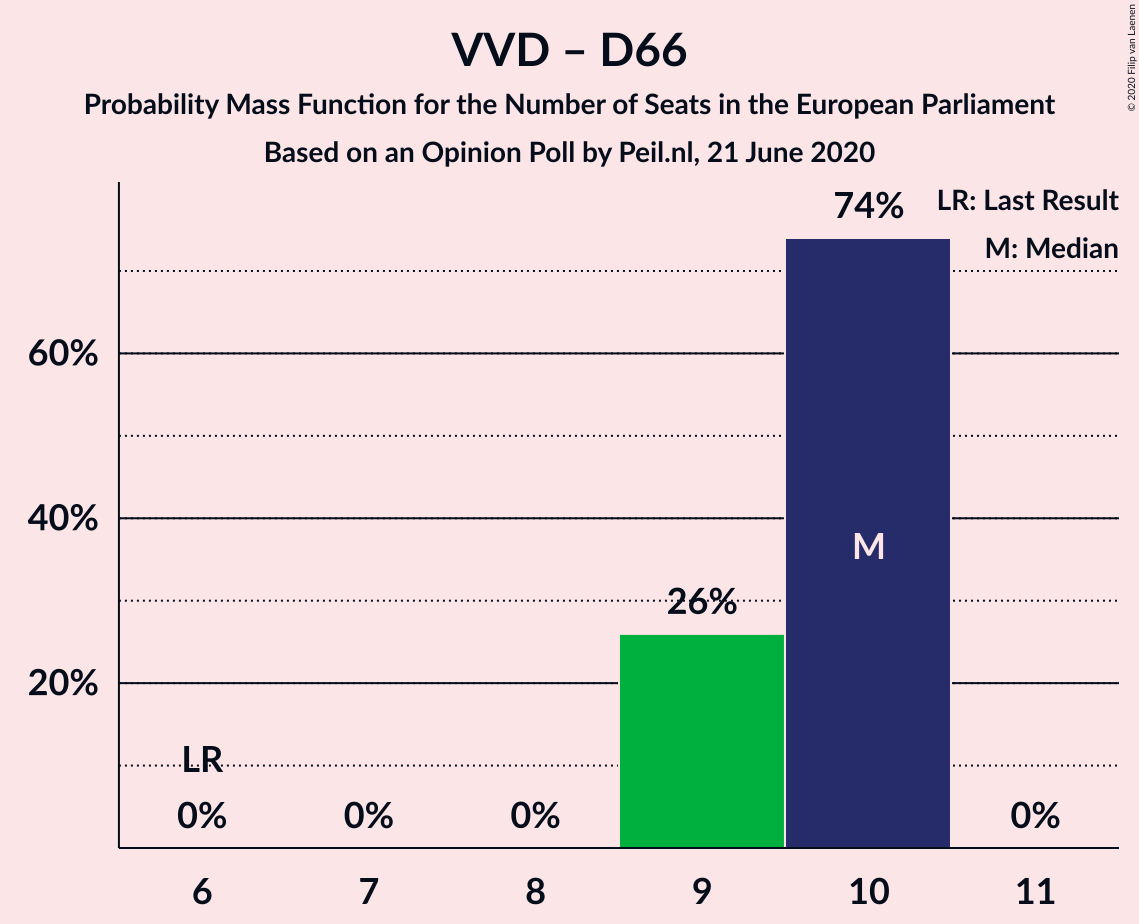 VVD – D66
Probability Mass Function for the Number of Seats in the European Parliament
Based on an Opinion Poll by Peil.nl, 21 June 2020
© 2020 Filip van Laenen
LR: Last Result
M: Median
74%
60%
40%
20%
26%
M
LR
0%
0%
0%
0%
6 7 8 9 10 11